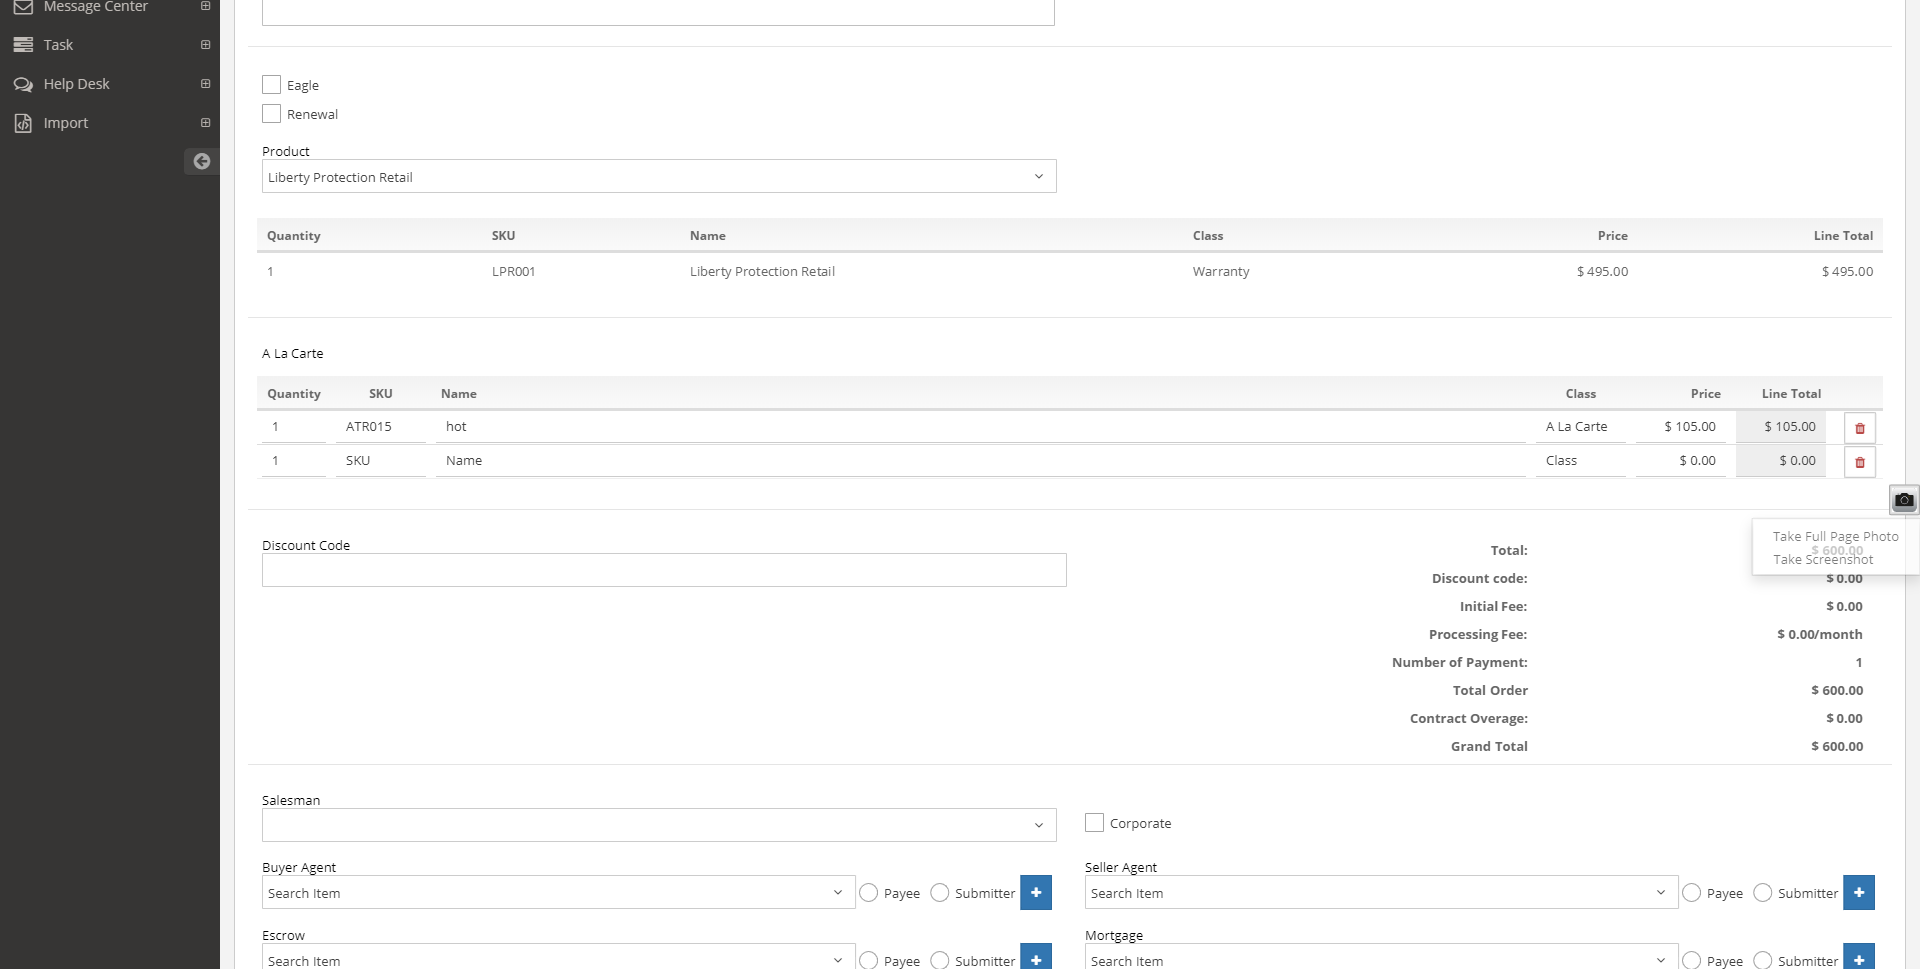 Message Center
Task
Help Desk
Import
Eagle
Renewal
Product
Liberty Protection Retail
Quantity SKU Name Class Price Line Total
1 LPR001 Liberty Protection Retail Warranty $ 495.00 $ 495.00
A La Carte
Quantity SKU Name Class Price Line Total
1 ATR015 hot A La Carte $ 105.00 $ 105.00
1 SKU Name Class $ 0.00 $ 0.00
Take Full Page Photo
Take Screenshot
Discount Code
Total: $ 600.00
Discount code: $ 0.00
Initial Fee: $ 0.00
Processing Fee: $ 0.00/month
Number of Payment: 1
Total Order $ 600.00
Contract Overage: $ 0.00
Grand Total $ 600.00
Salesman
Corporate
Buyer Agent Seller Agent
Search Item Payee Submitter Search Item Payee Submitter
Escrow Mortgage
Search Item Payee Submitter Search Item Payee Submitter